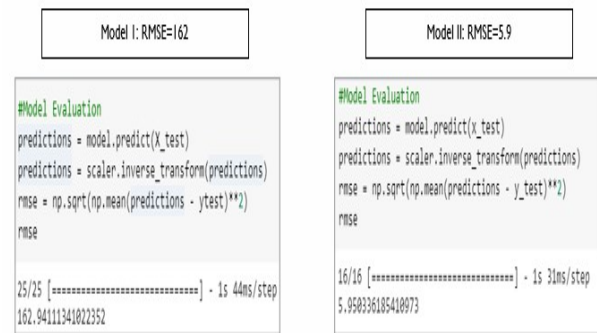 Model I: RMSE=162
#Model Evaluation
predictions = model.predict(X_test)
predictions = scaler.inverse_transform(predictions)
rmse = np.sqrt(np.mean(predictions - ytest)**2)
rmse
25/25 [==============================] - 1s 44ms/step
162.94111341022352
Model II: RMSE=5.9
#Model Evaluation
predictions = model.predict(x_test)
predictions = scaler.inverse_transform(predictions)
rmse = np.sqrt(np.mean(predictions - y_test)**2)
rmse
16/16 [==============================] - 1s 31ms/step
5.950336185410973